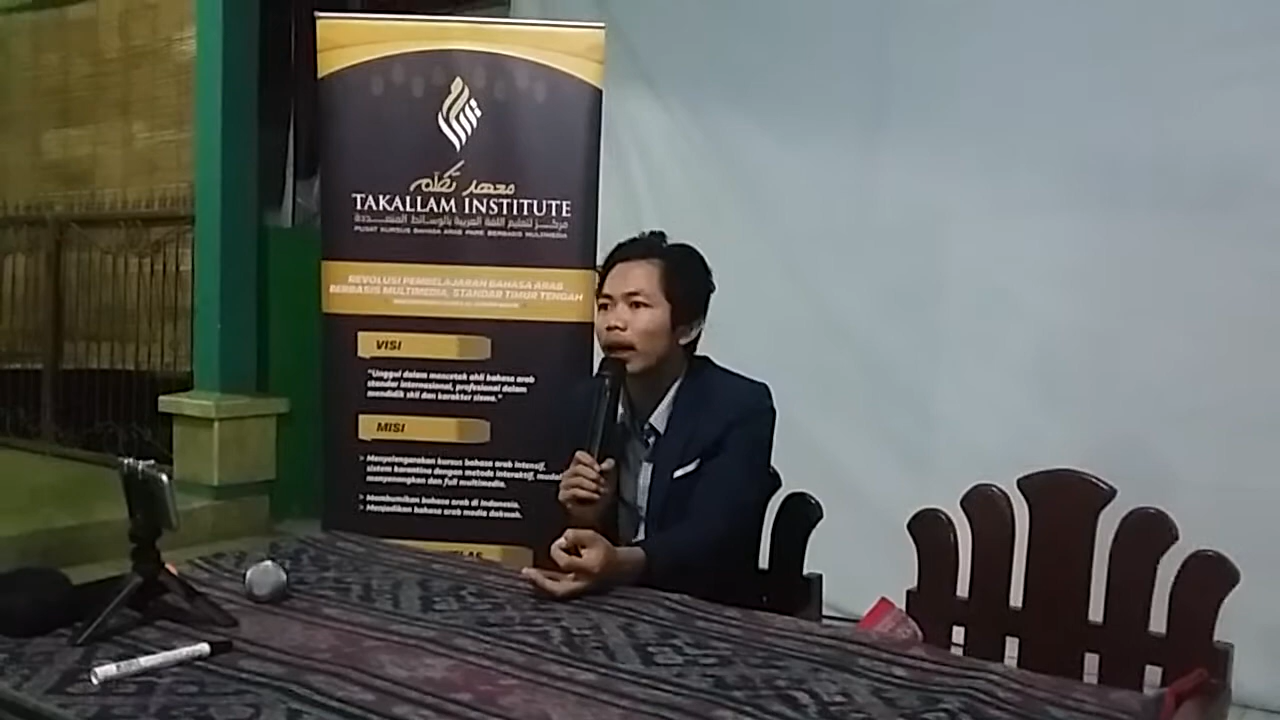 معهد تكلّم
TAKALLAM INSTITUTE
مركز لتعليم اللغة العربية بالوسائط المتعددة
PUSAT KURSUS BAHASA ARAB PARE BERBASIS MULTIMEDIA
REVOLUSI PEMBELAJARAN BAHASA ARAB
BERBASIS MULTIMEDIA, STANDAR TIMUR TENGAH
VISI
"Unggul dalam mencetak ahli bahasa arab
standar internasional, profesional dalam
mendidik skil dan karakter siswa."
MISI
> Menyelengarakan kursus bahasa arab intensif,
sistem karantina dengan metode interaktif, mudah
menyenangkan dan full multimedia.
> Membumikan bahasa arab di Indonesia.
> Menjadikan bahasa arab media dakwah.